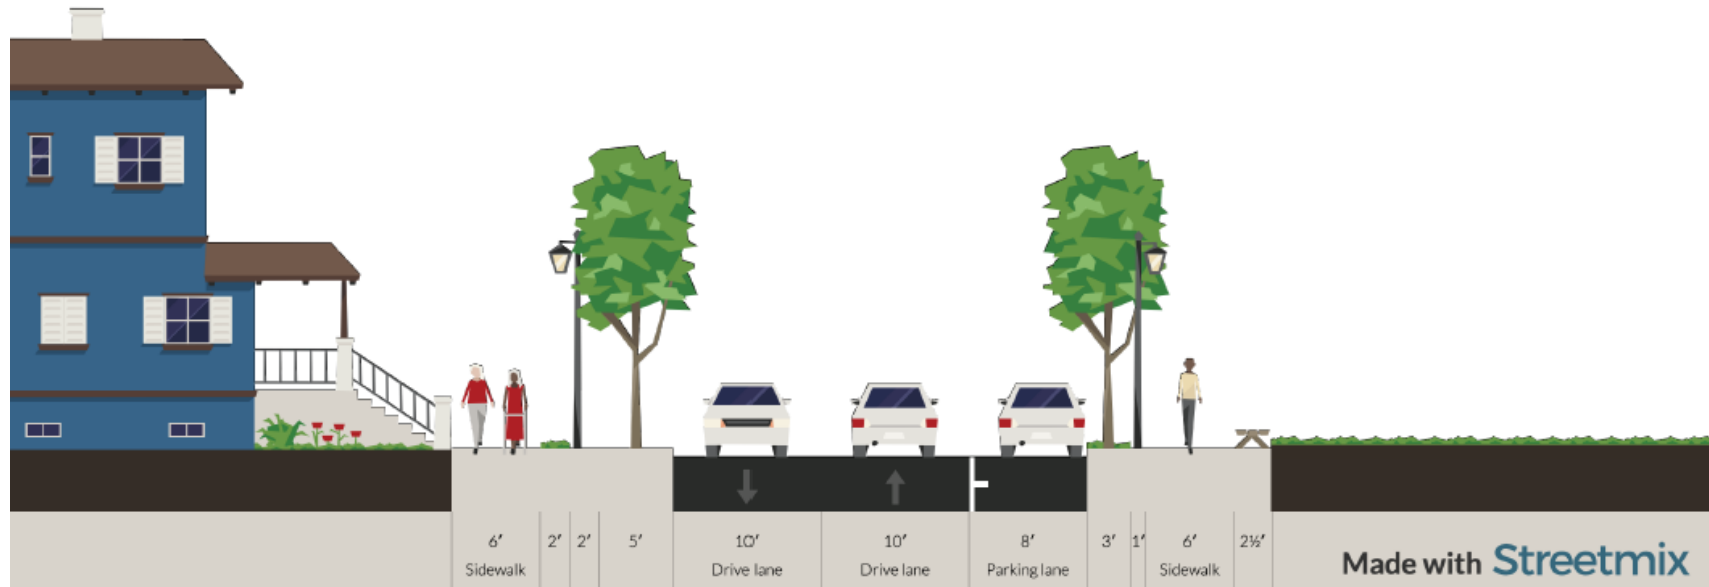 6′ 2′ 2′ 5′ 10′ 10′ 8′ 3′ 1′ 6′ 2½′
Sidewalk Drive lane Drive lane Parking lane Sidewalk
Made with Streetmix